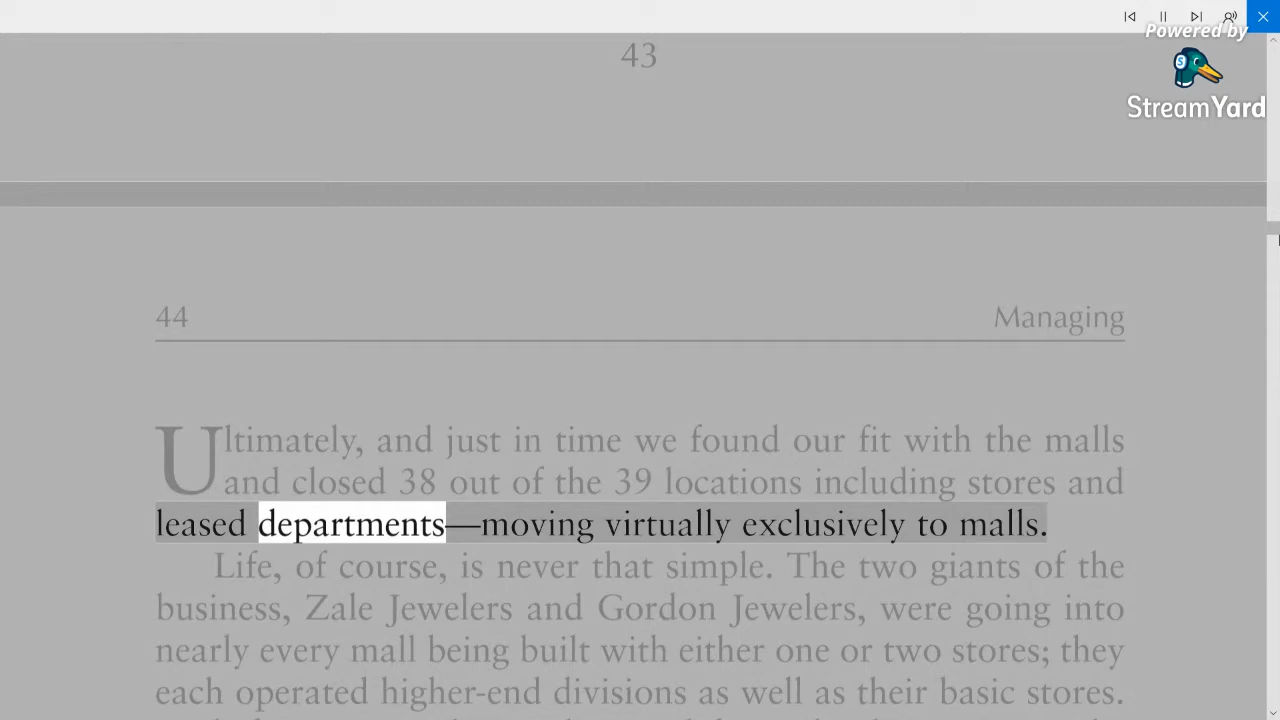 Powered by
StreamYard
43
44 Managing
Ultimately, and just in time we found our fit with the malls
and closed 38 out of the 39 locations including stores and
leased departments—moving virtually exclusively to malls.
Life, of course, is never that simple. The two giants of the
business, Zale Jewelers and Gordon Jewelers, were going into
nearly every mall being built with either one or two stores; they
each operated higher-end divisions as well as their basic stores.